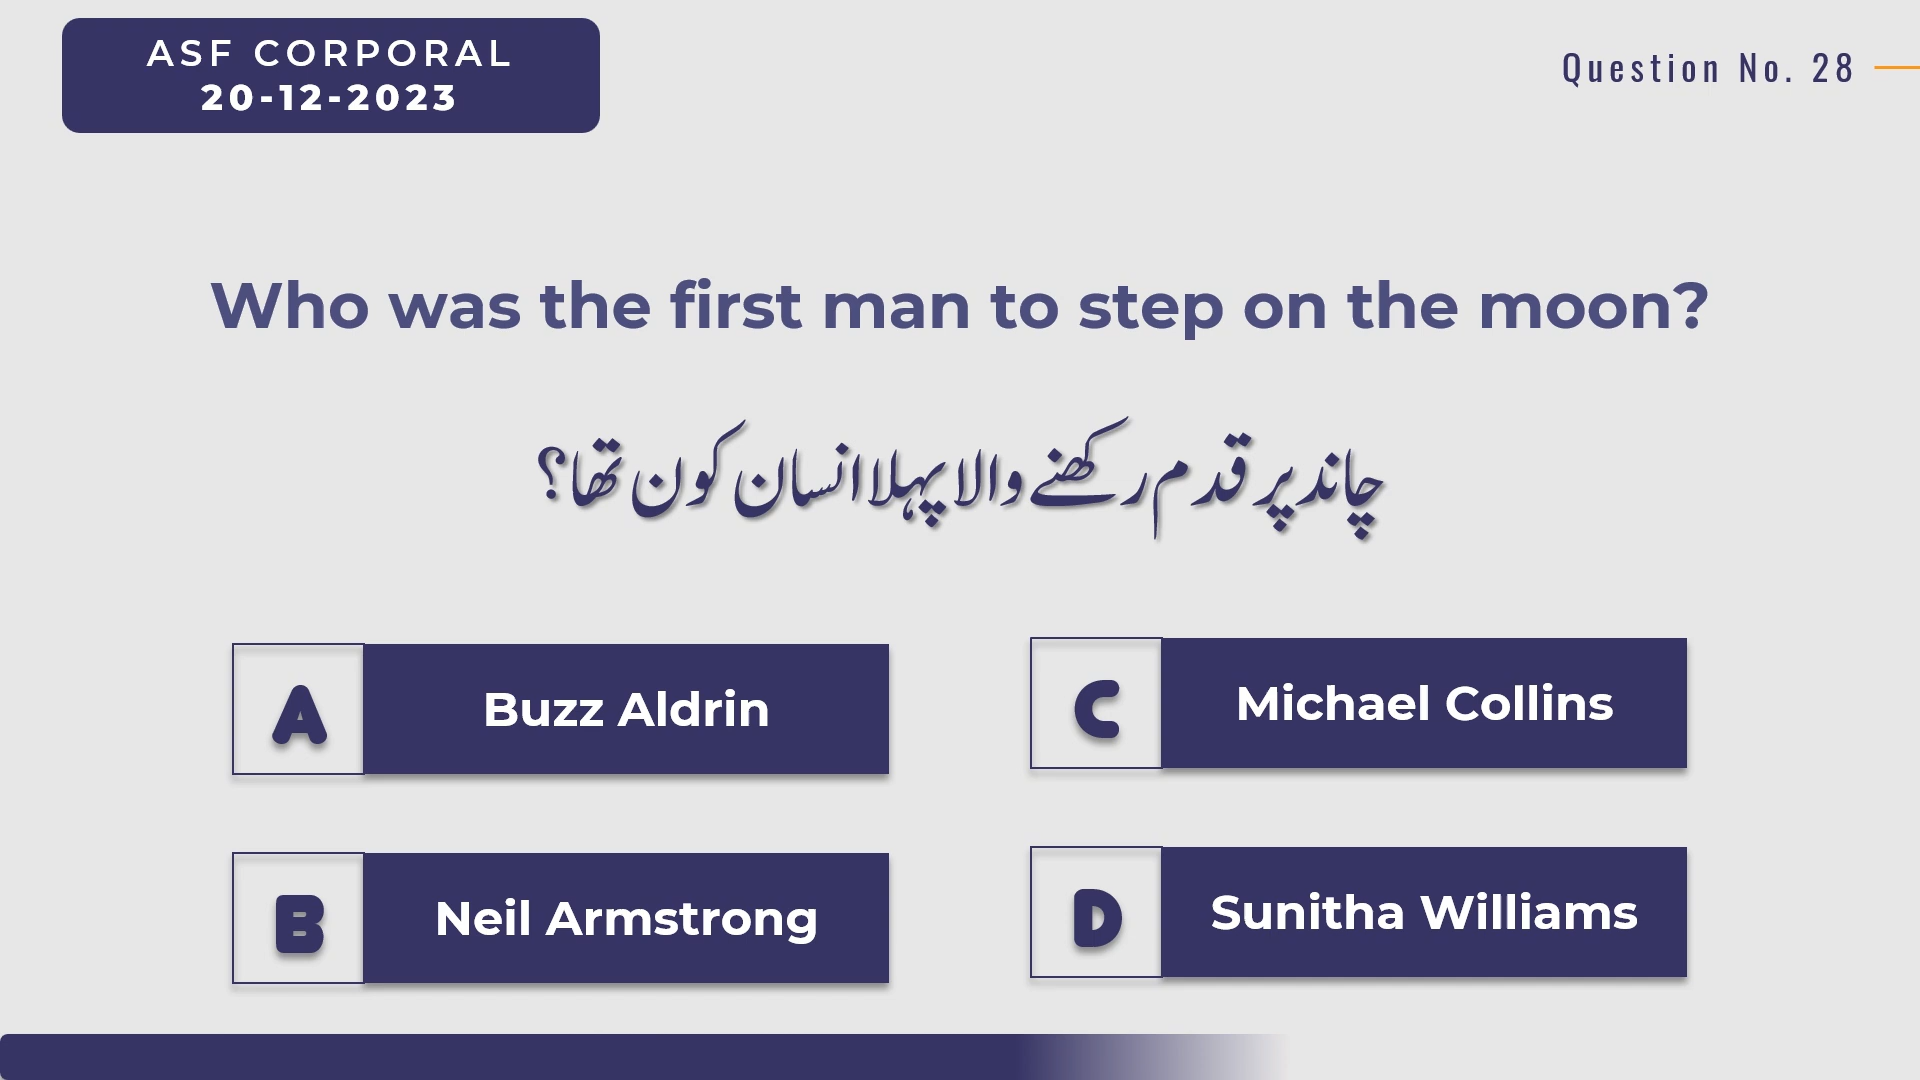 ASF CORPORAL
20-12-2023
Question No. 28
Who was the first man to step on the moon?
چاند پر قدم رکھنے والا پہلا انسان کون تھا؟
A
Buzz Aldrin
C
Michael Collins
B
Neil Armstrong
D
Sunitha Williams